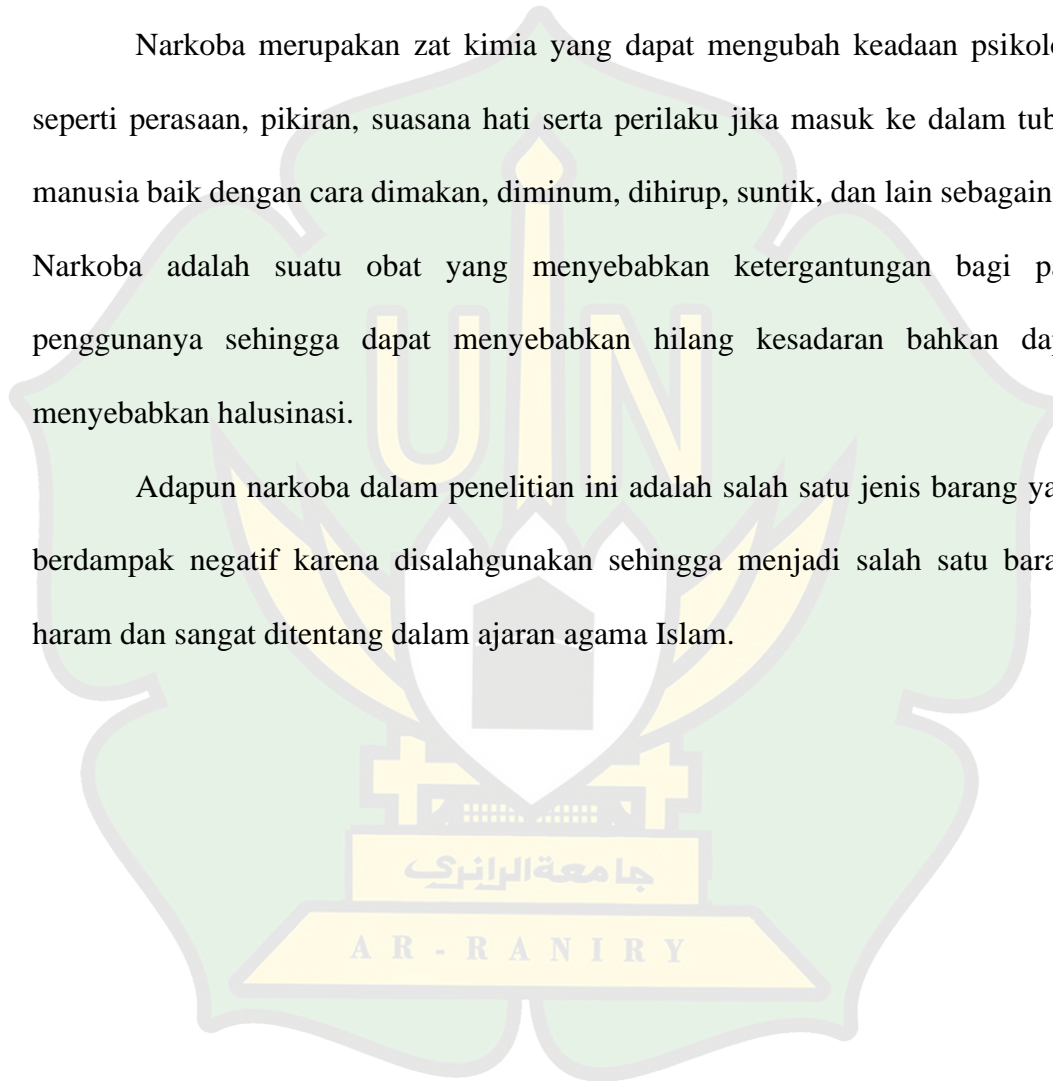 Narkoba merupakan zat kimia yang dapat mengubah keadaan psikolo
seperti perasaan, pikiran, suasana hati serta perilaku jika masuk ke dalam tub
manusia baik dengan cara dimakan, diminum, dihirup, suntik, dan lain sebagain
Narkoba adalah suatu obat yang menyebabkan ketergantungan bagi pa
penggunanya sehingga dapat menyebabkan hilang kesadaran bahkan dap
menyebabkan halusinasi.
UIN
Adapun narkoba dalam penelitian ini adalah salah satu jenis barang ya
berdampak negatif karena disalahgunakan sehingga menjadi salah satu bara
haram dan sangat ditentang dalam ajaran agama Islam.
جامعة الرانري
AR-RANIRY